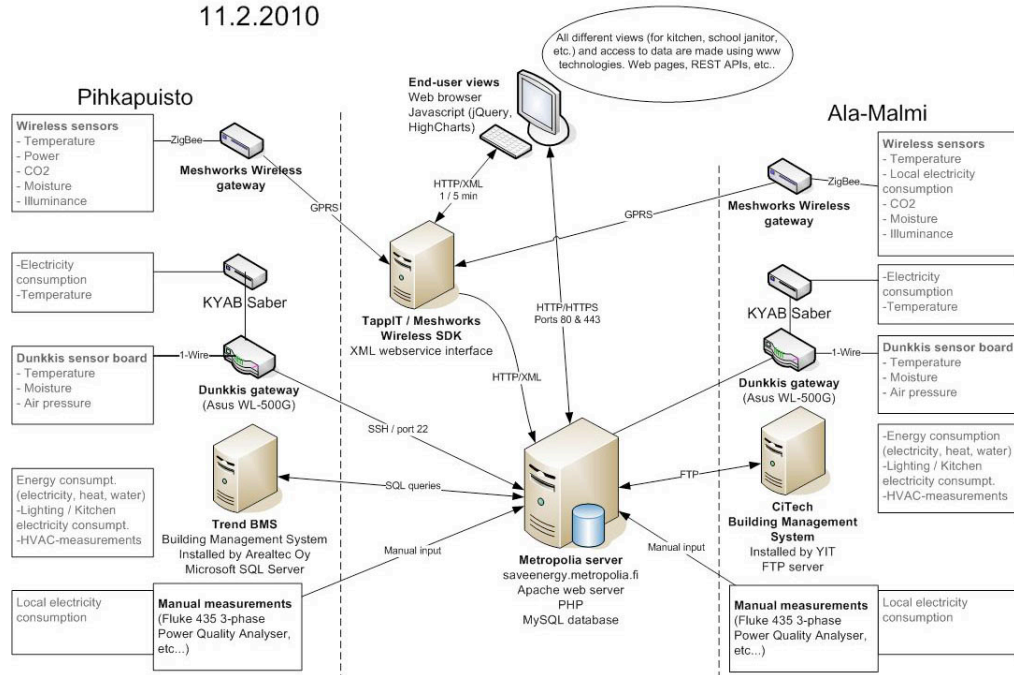 11.2.2010
All different views (for kitchen, school janitor,
etc.) and access to data are made using www
technologies. Web pages, REST APIs, etc..
End-user views
Web browser
Javascript (jQuery,
HighCharts)
Pihkapuisto
Ala-Malmi
Wireless sensors
- Temperature
- Power
- CO2
- Moisture
- Illuminance
ZigBee
Meshworks Wireless
gateway
GPRS
HTTP/XML
1 / 5 min
GPRS
Meshworks Wireless
gateway
ZigBee
Wireless sensors
- Temperature
- Local electricity
consumption
- CO2
- Moisture
- Illuminance
-Electricity
consumption
-Temperature
KYAB Saber
TappIT / Meshworks
Wireless SDK
XML webservice interface
HTTP/HTTPS
Ports 80 & 443
KYAB Saber
-Electricity
consumption
-Temperature
Dunkkis sensor board
- Temperature
- Moisture
- Air pressure
1-Wire
Dunkkis gateway
(Asus WL-500G)
HTTP/XML
1-Wire
Dunkkis gateway
(Asus WL-500G)
Dunkkis sensor board
- Temperature
- Moisture
- Air pressure
SSH / port 22
Energy consumpt.
(electricity, heat, water)
-Lighting / Kitchen
electricity consumpt.
-HVAC-measurements
SQL queries
Trend BMS
Building Management System
Installed by Arealtec Oy
Microsoft SQL Server
FTP
CiTech
Building Management
System
Installed by YIT
FTP server
-Energy consumption
(electricity, heat, water)
-Lighting / Kitchen
electricity consumpt.
-HVAC-measurements
Manual input
Metropolia server
saveenergy.metropolia.fi
Apache web server
PHP
MySQL database
Manual input
Local electricity
consumption
Manual measurements
(Fluke 435 3-phase
Power Quality Analyser,
etc...)
Manual measurements
(Fluke 435 3-phase
Power Quality Analyser,
etc...)
Local electricity
consumption